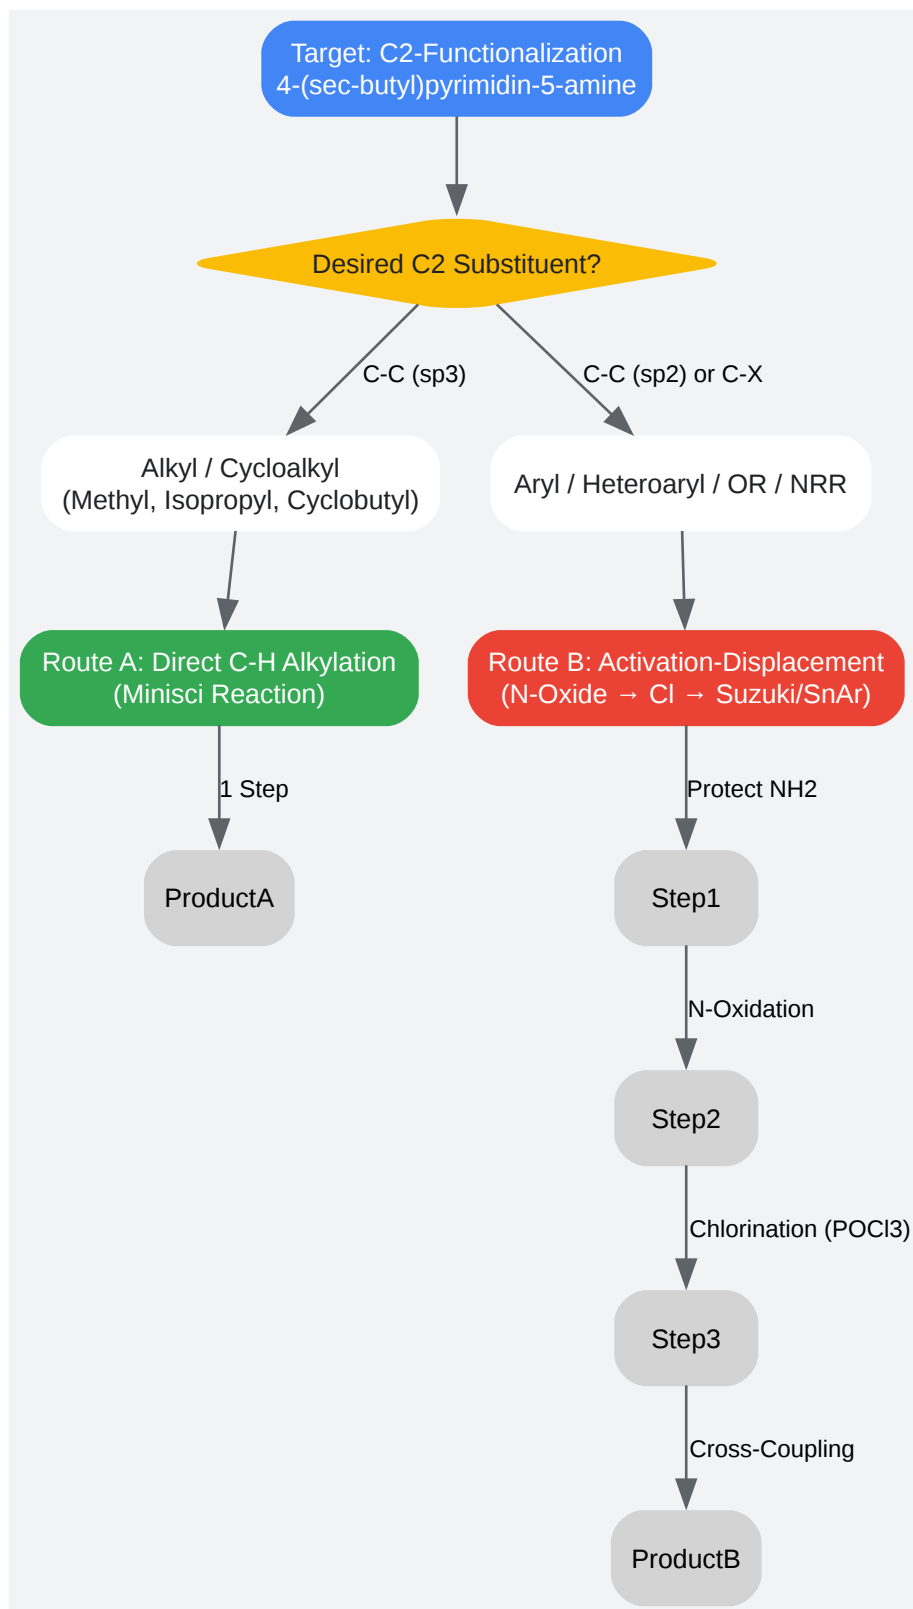 Target: C2-Functionalization
4-(sec-butyl)pyrimidin-5-amine
Desired C2 Substituent?
C-C (sp3)
C-C (sp2) or C-X
Alkyl / Cycloalkyl
(Methyl, Isopropyl, Cyclobutyl)
Aryl / Heteroaryl / OR / NRR
Route A: Direct C-H Alkylation
(Minisci Reaction)
Route B: Activation-Displacement
(N-Oxide → Cl → Suzuki/SnAr)
1 Step
Protect NH2
ProductA
Step1
N-Oxidation
Step2
Chlorination (POCl3)
Step3
Cross-Coupling
ProductB